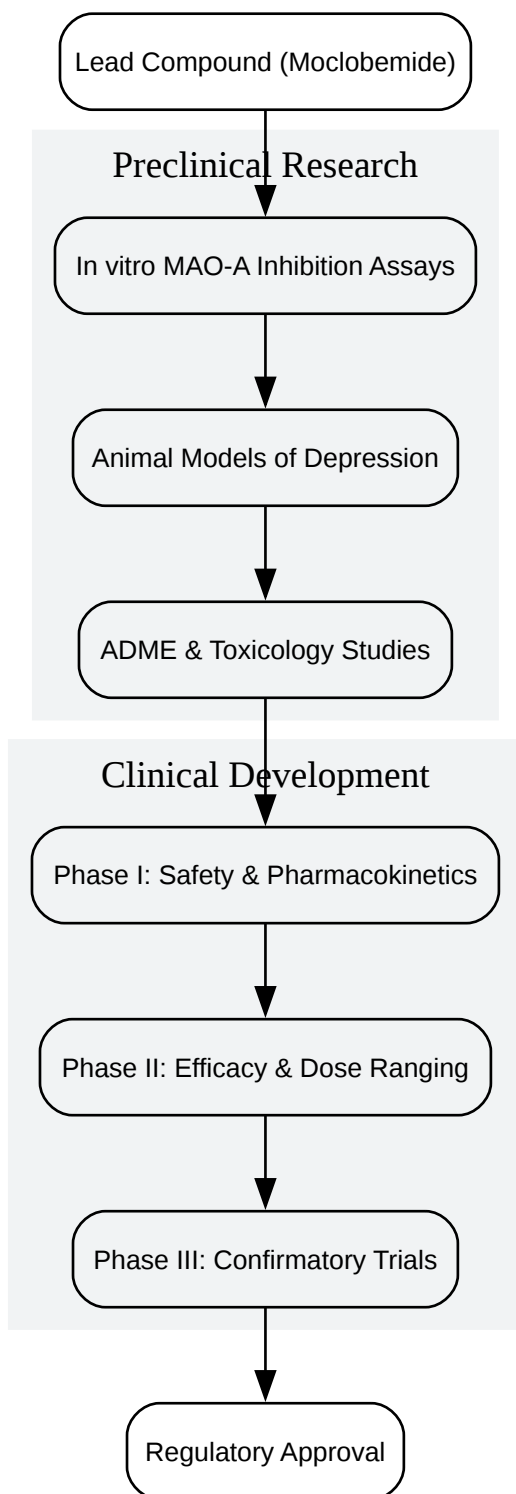 Lead Compound (Moclobemide)
Preclinical Research
In vitro MAO-A Inhibition Assays
Animal Models of Depression
ADME & Toxicology Studies
Clinical Development
Phase I: Safety & Pharmacokinetics
Phase II: Efficacy & Dose Ranging
Phase III: Confirmatory Trials
Regulatory Approval